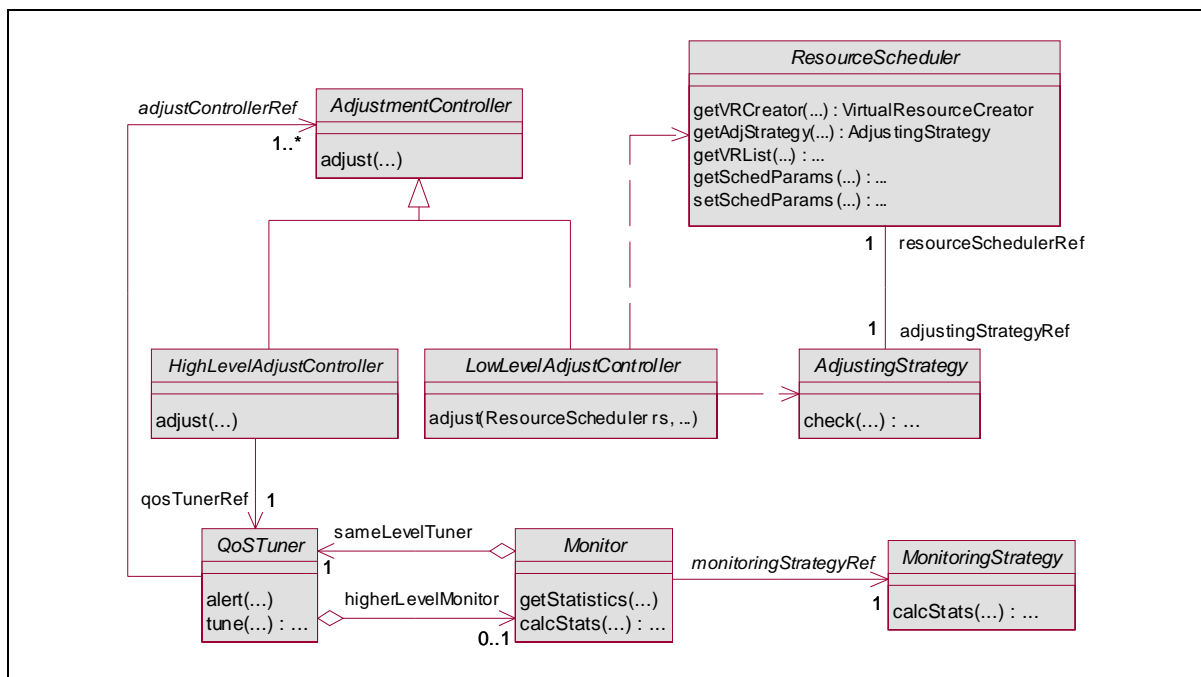 ResourceScheduler
getVRCreator(...) : VirtualResourceCreator
getAdjStrategy(...) : AdjustingStrategy
getVRList(...) : ...
getSchedParams (...) : ...
setSchedParams (...) : ...
adjustControllerRef
1..*
AdjustmentController
adjust(...)
1
resourceSchedulerRef
1
adjustingStrategyRef
HighLevelAdjustController
adjust(...)
LowLevelAdjustController
adjust(ResourceScheduler rs, ...)
AdjustingStrategy
check(...) : ...
qosTunerRef
1
QoSTuner
alert(...)
tune(...) : ...
sameLevelTuner
1
higherLevelMonitor
0..1
Monitor
getStatistics(...)
calcStats(...) : ...
monitoringStrategyRef
1
MonitoringStrategy
calcStats(...) : ...